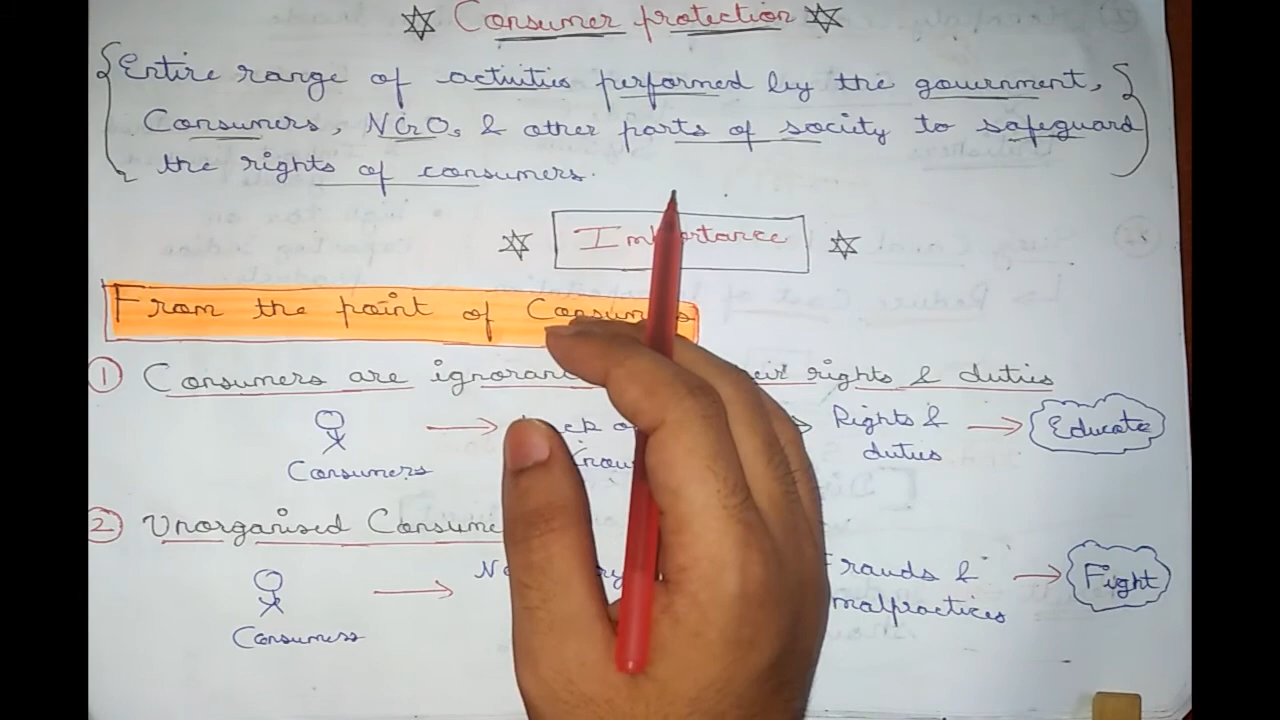 Consumer protection
Entire range of activities performed by the government,
Consumers, NGOs & other parts of society to safeguard
the rights of consumers.
Importance
From the point of Consumers
1 Consumers are ignorant rights & duties
Rights &
duties
Educate
Consumers
2 Unorganised
Frauds &
malpractices
Fight
Consumers